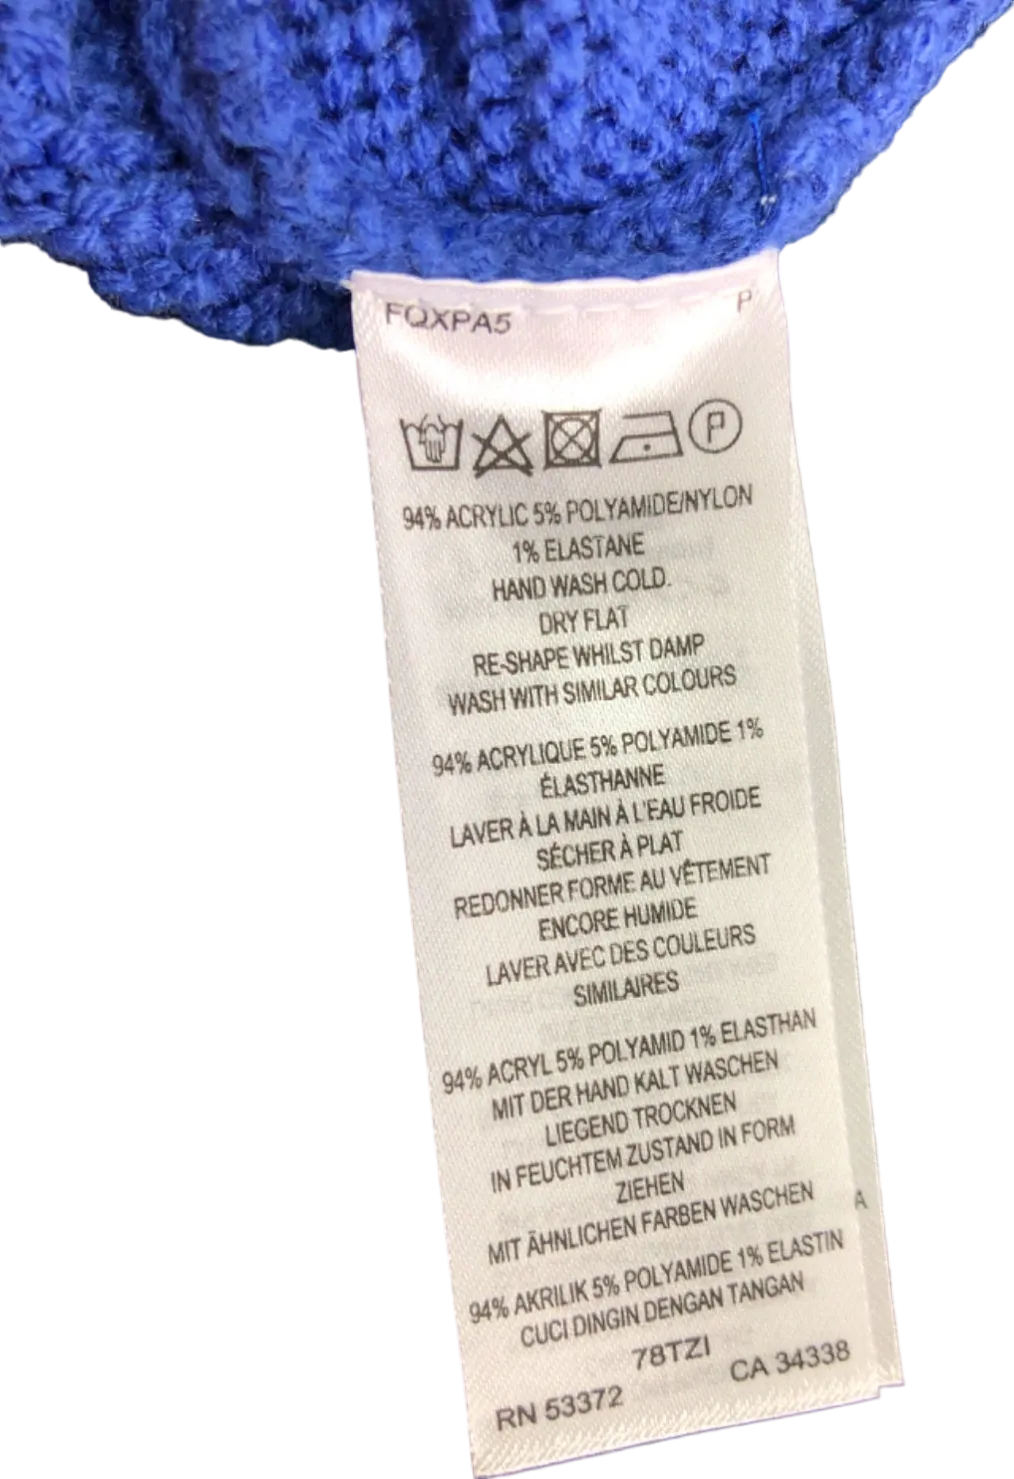 FQXPA5 P
P
94% ACRYLIC 5% POLYAMIDE/NYLON
1% ELASTANE
HAND WASH COLD.
DRY FLAT
RE-SHAPE WHILST DAMP
WASH WITH SIMILAR COLOURS
94% ACRYLIQUE 5% POLYAMIDE 1%
ÉLASTHANNE
LAVER À LA MAIN À L'EAU FROIDE
SÉCHER À PLAT
REDONNER FORME AU VÊTEMENT
ENCORE HUMIDE
LAVER AVEC DES COULEURS
SIMILAIRES
94% ACRYL 5% POLYAMID 1% ELASTHAN
MIT DER HAND KALT WASCHEN
LIEGEND TROCKNEN
IN FEUCHTEM ZUSTAND IN FORM
ZIEHEN
MIT ÄHNLICHEN FARBEN WASCHEN
A
94% AKRILIK 5% POLYAMIDE 1% ELASTIN
CUCI DINGIN DENGAN TANGAN
78TZI
RN 53372 CA 34338